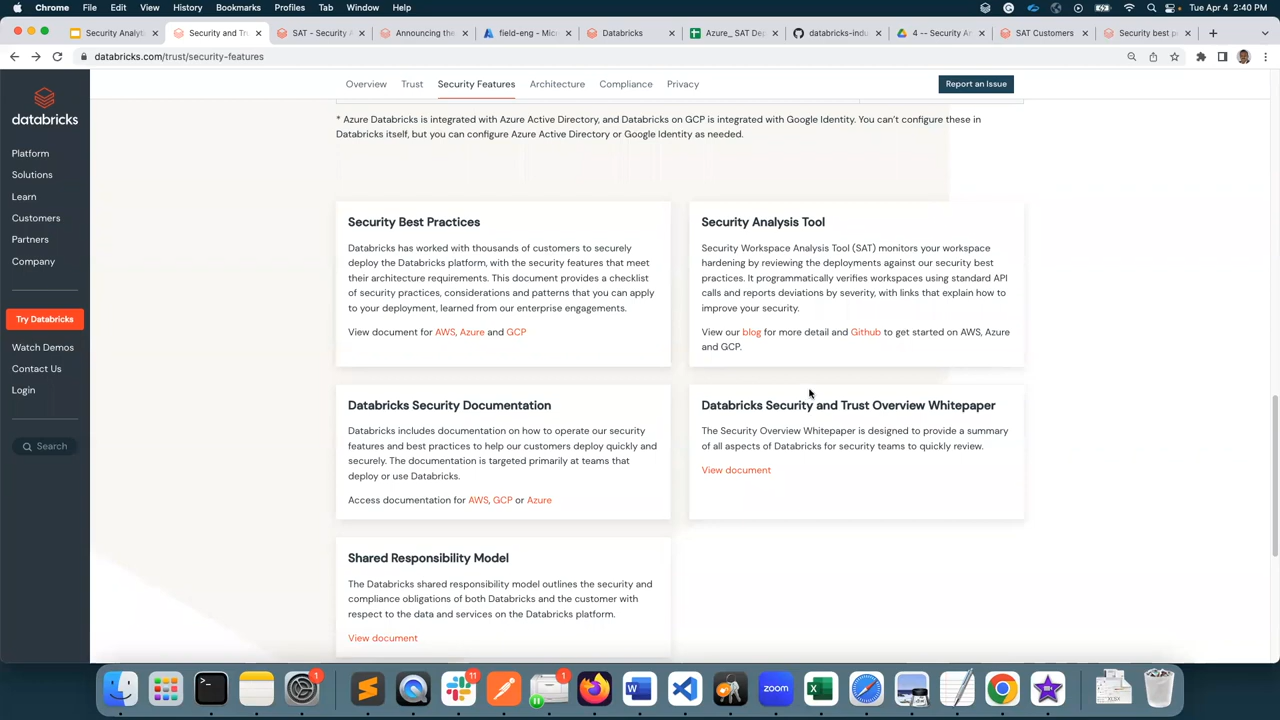 Chrome File Edit View History Bookmarks Profiles Tab Window Help
Tue Apr 4 2:40 PM
Security Analyt
Security and Tru
SAT - Security A
Announcing the
field-eng - Micr
Databricks
Azure_ SAT De
databricks-indu
4 -- Security An
SAT Customers
Security best p
databricks.com/trust/security-features
databricks
Platform
Solutions
Learn
Customers
Partners
Company
Try Databricks
Watch Demos
Contact Us
Login
Search
Overview Trust Security Features Architecture Compliance Privacy
Report an Issue
* Azure Databricks is integrated with Azure Active Directory, and Databricks on GCP is integrated with Google Identity. You can't configure these in
Databricks itself, but you can configure Azure Active Directory or Google Identity as needed.
Security Best Practices
Databricks has worked with thousands of customers to securely
deploy the Databricks platform, with the security features that meet
their architecture requirements. This document provides a checklist
of security practices, considerations and patterns that you can apply
to your deployment, learned from our enterprise engagements.
View document for AWS, Azure and GCP
Security Analysis Tool
Security Workspace Analysis Tool (SAT) monitors your workspace
hardening by reviewing the deployments against our security best
practices. It programmatically verifies workspaces using standard API
calls and reports deviations by severity, with links that explain how to
improve your security.
View our blog for more detail and Github to get started on AWS, Azure
and GCP.
Databricks Security Documentation
Databricks includes documentation on how to operate our security
features and best practices to help our customers deploy quickly and
securely. The documentation is targeted primarily at teams that
deploy or use Databricks.
Access documentation for AWS, GCP or Azure
Databricks Security and Trust Overview Whitepaper
The Security Overview Whitepaper is designed to provide a summary
of all aspects of Databricks for security teams to quickly review.
View document
Shared Responsibility Model
The Databricks shared responsibility model outlines the security and
compliance obligations of both Databricks and the customer with
respect to the data and services on the Databricks platform.
View document
1
11
1
zoom